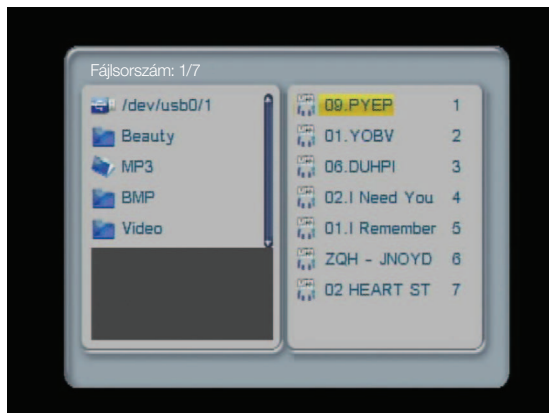 Fájlsorszám: 1/7
/dev/usb0/1
Beauty
MP3
BMP
Video
09.PYEP 1
01.YOBV 2
06.DUHPI 3
02.I Need You 4
01.I Remember 5
ZQH - JNOYD 6
02 HEART ST 7